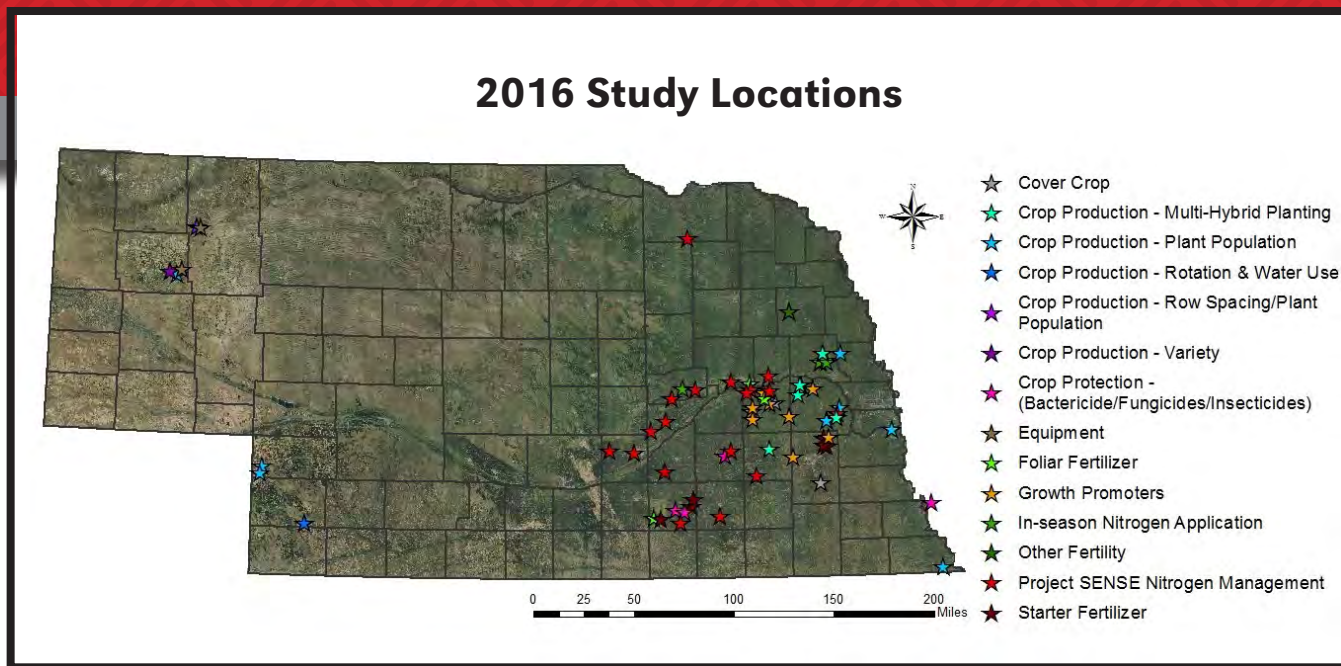 2016 Study Locations
N
W
E
S
Cover Crop
Crop Production - Multi-Hybrid Planting
Crop Production - Plant Population
Crop Production - Rotation & Water Use
Crop Production - Row Spacing/Plant
Population
Crop Production - Variety
Crop Protection -
(Bactericide/Fungicides/Insecticides)
Equipment
Foliar Fertilizer
Growth Promoters
In-season Nitrogen Application
Other Fertility
Project SENSE Nitrogen Management
Starter Fertilizer
0 25 50 100 150 200
Miles